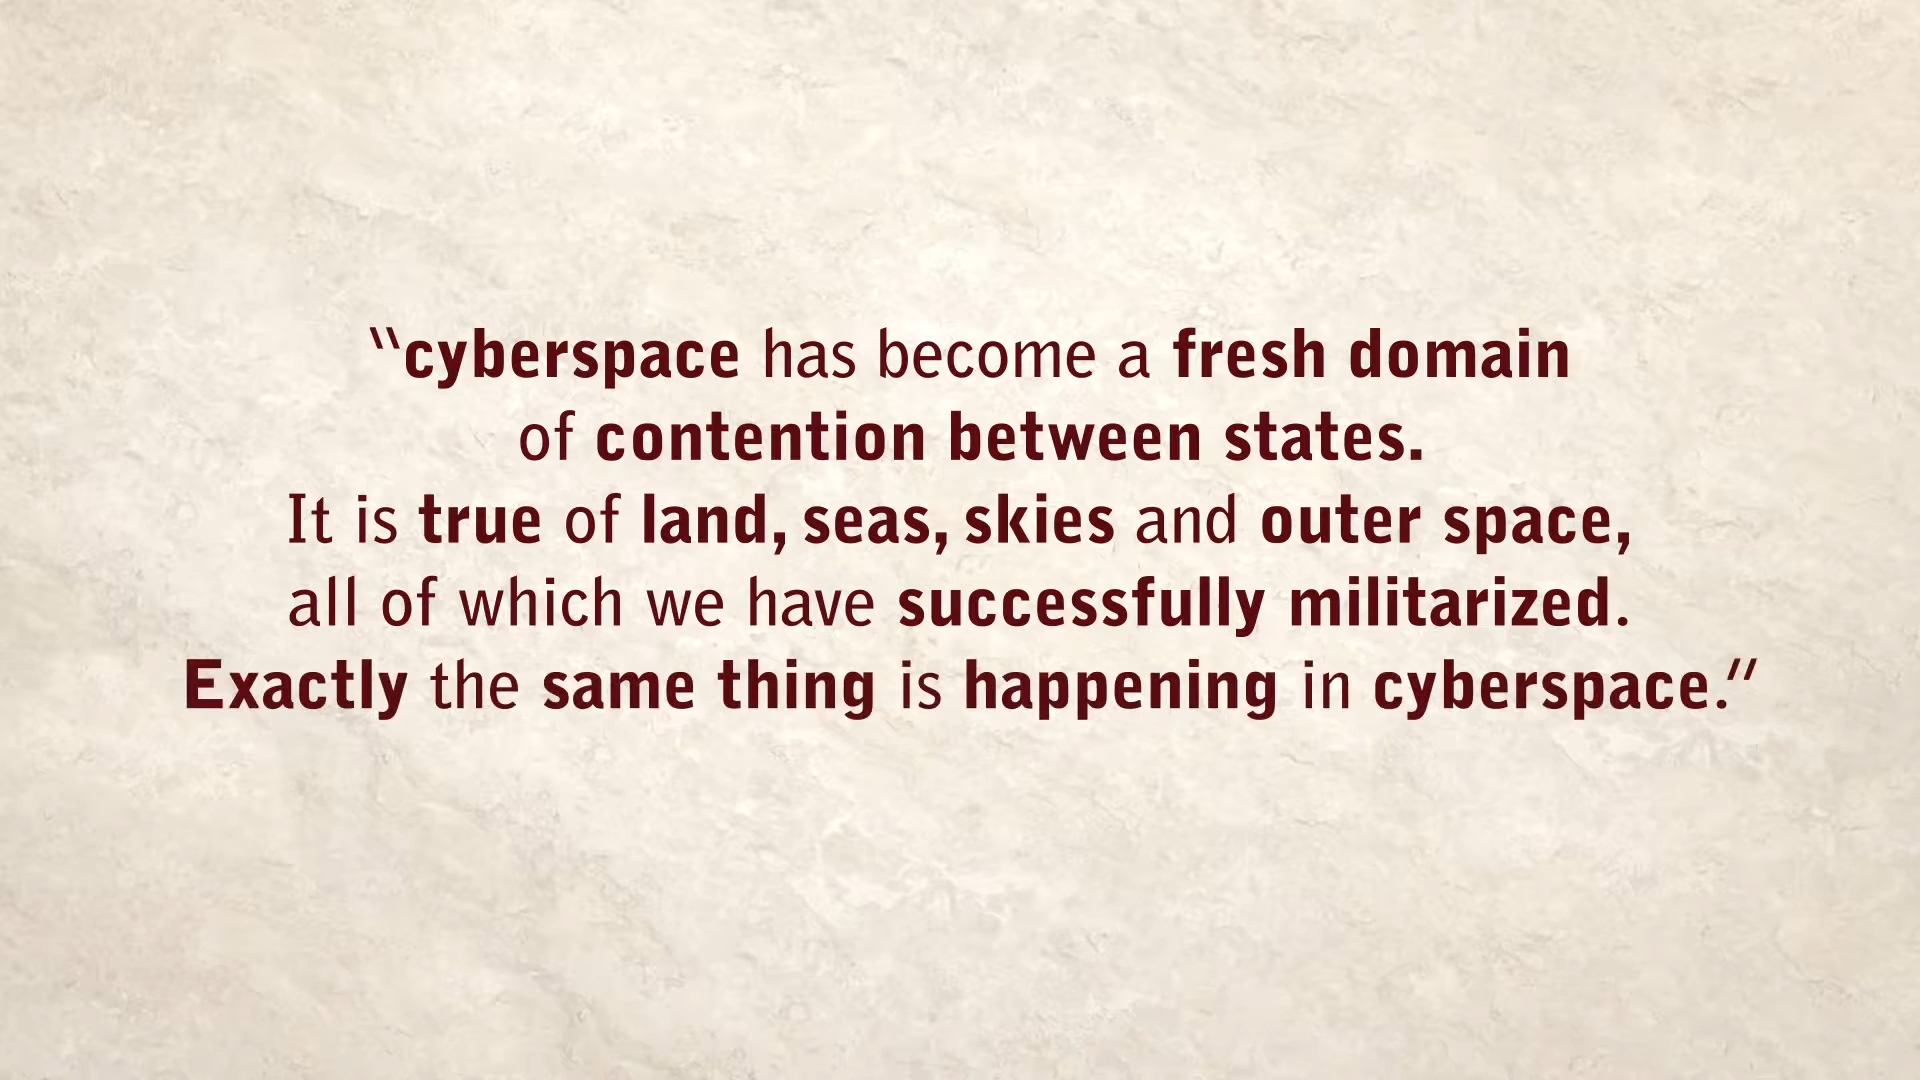 “cyberspace has become a fresh domain
of contention between states.
It is true of land, seas, skies and outer space,
all of which we have successfully militarized.
Exactly the same thing is happening in cyberspace.”